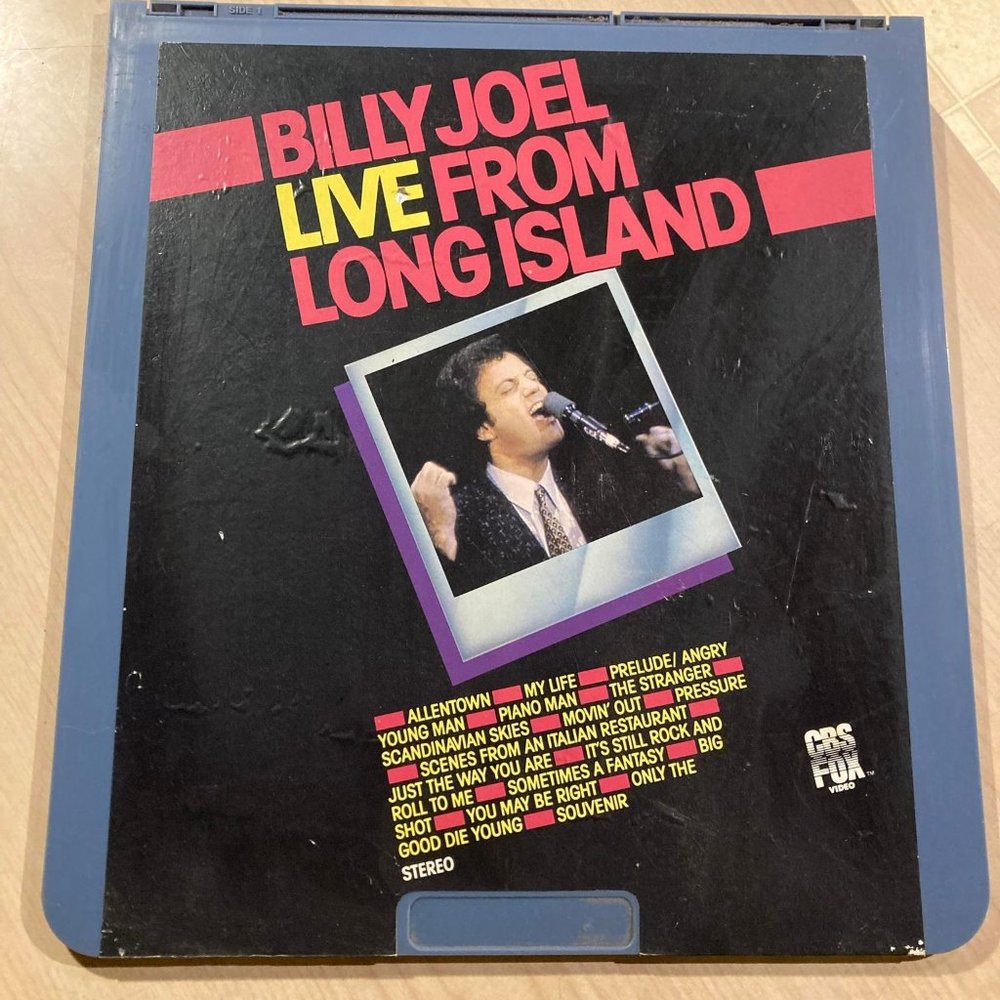 SIDE 1
BILLY JOEL
LIVE FROM
LONG ISLAND
ALLENTOWN MY LIFE PRELUDE/ ANGRY
YOUNG MAN PIANO MAN THE STRANGER
SCANDINAVIAN SKIES MOVIN' OUT PRESSURE
SCENES FROM AN ITALIAN RESTAURANT
JUST THE WAY YOU ARE IT'S STILL ROCK AND
ROLL TO ME SOMETIMES A FANTASY BIG
SHOT YOU MAY BE RIGHT ONLY THE
GOOD DIE YOUNG SOUVENIR
STEREO
CBS
FOX
TM
VIDEO